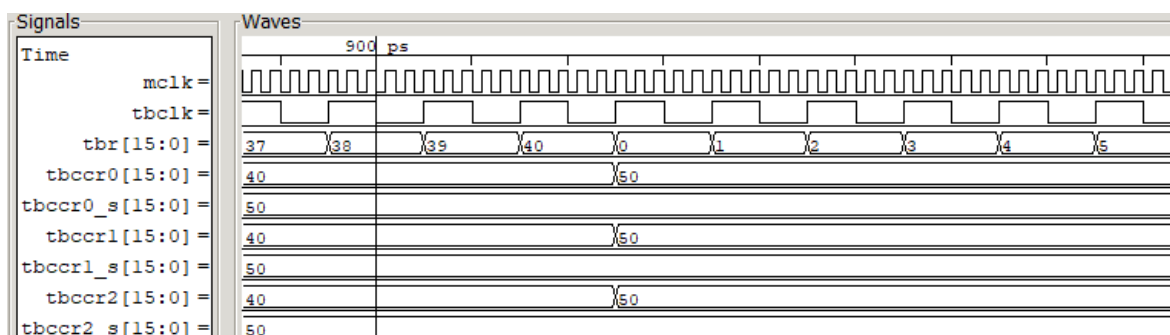 Signals Waves
Time 900 ps
mclk=
tbclk=
tbr[15:0] = 37 38 39 40 0 1 2 3 4 5
tbccr0[15:0] = 40 50
tbccr0_s[15:0] = 50
tbccr1[15:0] = 40 50
tbccr1_s[15:0] = 50
tbccr2[15:0] = 40 50
tbccr2_s[15:0] = 50